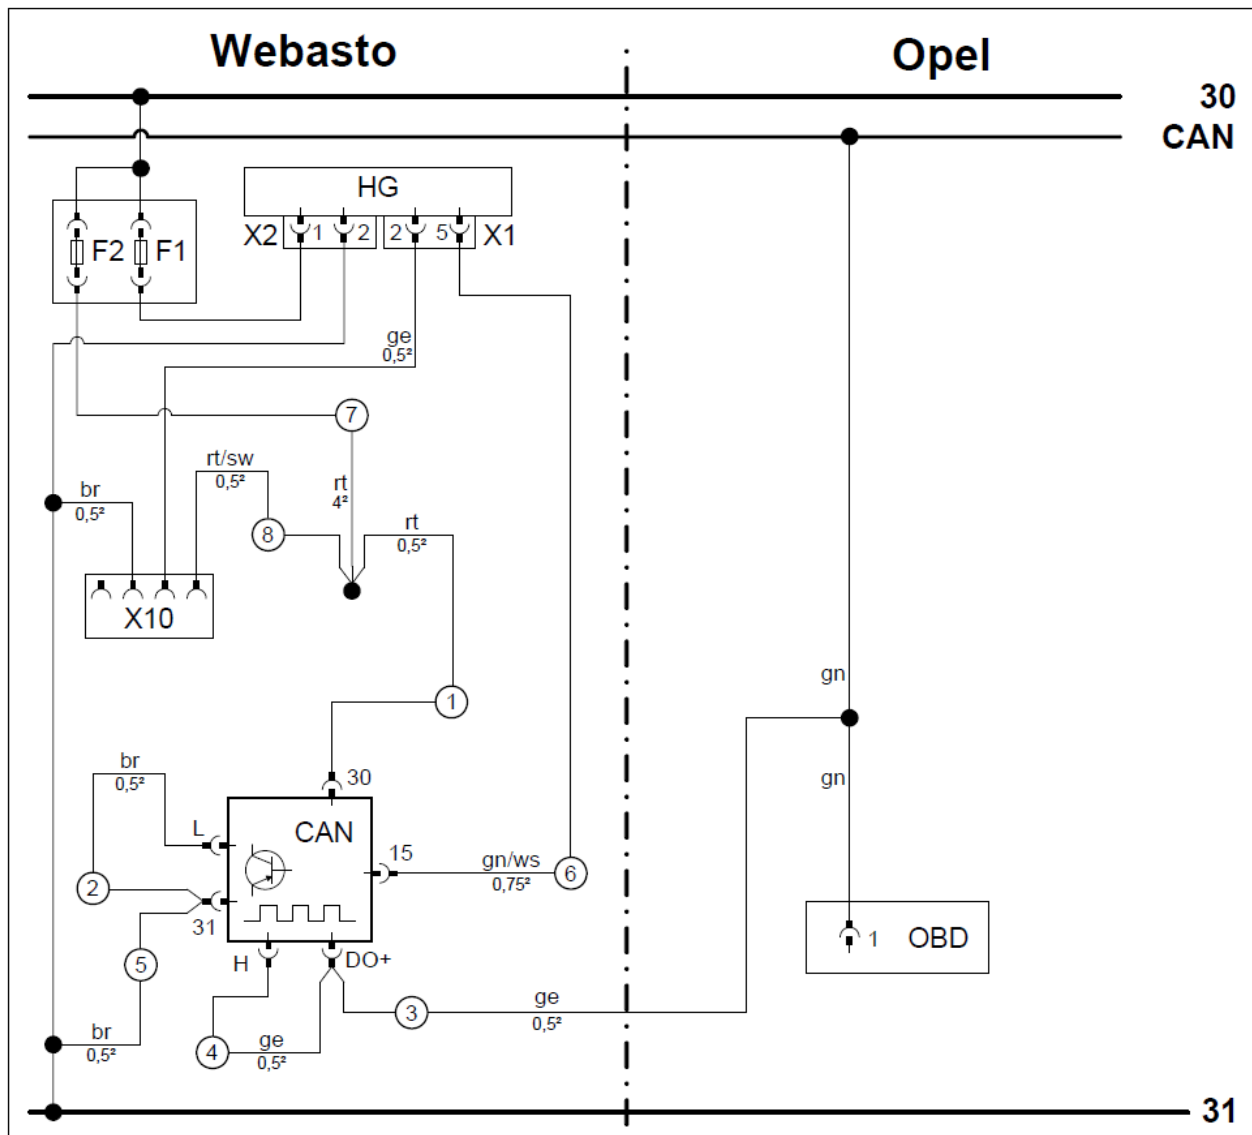 Webasto
Opel
30
CAN
HG
X2
1
2
2
5
X1
F2
F1
ge
0,5²
7
rt/sw
0,5²
rt
4²
br
0,5²
8
rt
0,5²
X10
1
gn
gn
br
0,5²
30
L
CAN
15
gn/ws
0,75²
6
2
31
H
DO+
1
OBD
5
3
ge
0,5²
br
0,5²
4
ge
0,5²
31